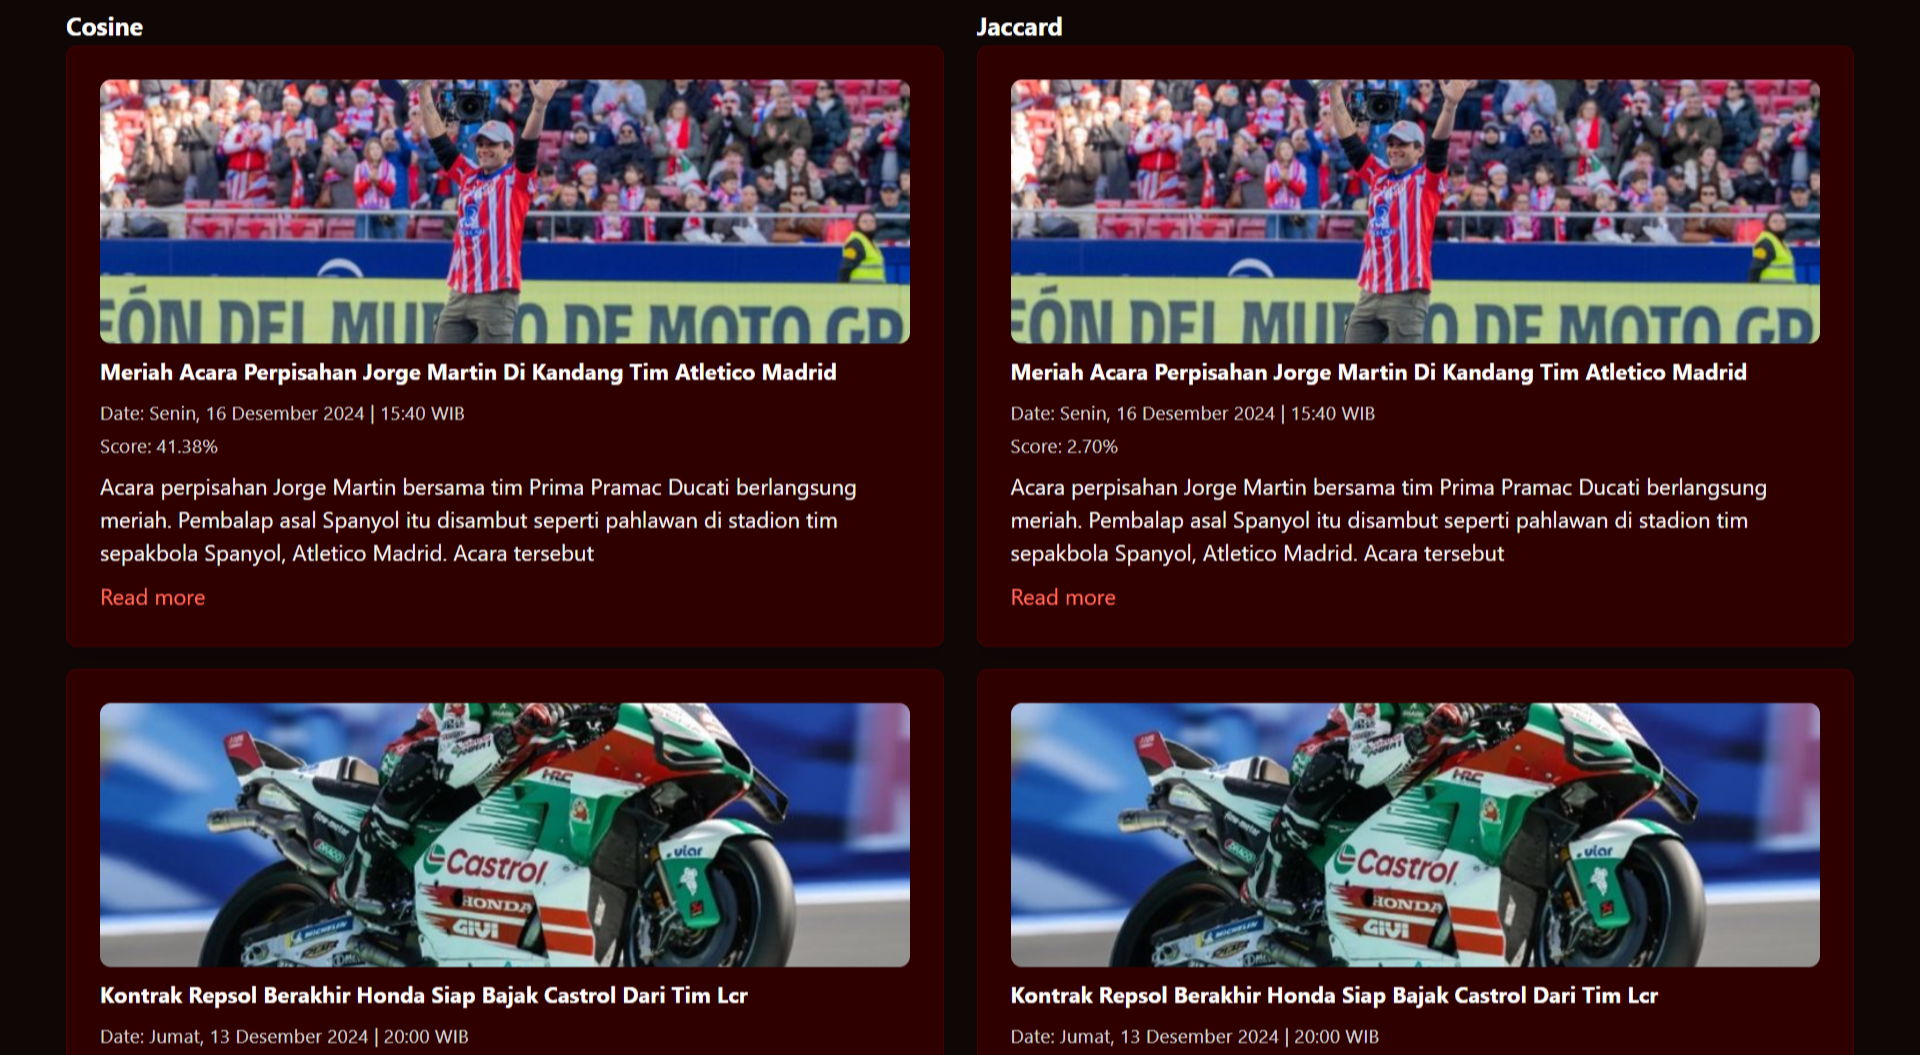 Cosine
EÓN DEL MU O DE MOTO GP
Meriah Acara Perpisahan Jorge Martin Di Kandang Tim Atletico Madrid
Date: Senin, 16 Desember 2024 | 15:40 WIB
Score: 41.38%
Acara perpisahan Jorge Martin bersama tim Prima Pramac Ducati berlangsung
meriah. Pembalap asal Spanyol itu disambut seperti pahlawan di stadion tim
sepakbola Spanyol, Atletico Madrid. Acara tersebut
Read more
HRC
Castrol
HONDA
GIVI
MICHELIN
Kontrak Repsol Berakhir Honda Siap Bajak Castrol Dari Tim Lcr
Date: Jumat, 13 Desember 2024 | 20:00 WIB
Jaccard
EÓN DEL MU O DE MOTO GP
Meriah Acara Perpisahan Jorge Martin Di Kandang Tim Atletico Madrid
Date: Senin, 16 Desember 2024 | 15:40 WIB
Score: 2.70%
Acara perpisahan Jorge Martin bersama tim Prima Pramac Ducati berlangsung
meriah. Pembalap asal Spanyol itu disambut seperti pahlawan di stadion tim
sepakbola Spanyol, Atletico Madrid. Acara tersebut
Read more
HRC
Castrol
HONDA
GIVI
MICHELIN
Kontrak Repsol Berakhir Honda Siap Bajak Castrol Dari Tim Lcr
Date: Jumat, 13 Desember 2024 | 20:00 WIB